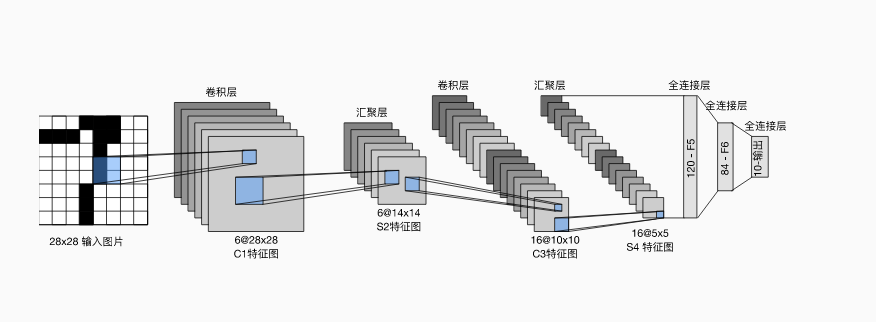 卷积层
汇聚层
卷积层
汇聚层
全连接层
全连接层
全连接层
28x28 输入图片
6@28x28
C1特征图
6@14x14
S2特征图
16@10x10
C3特征图
16@5x5
S4 特征图
120 - F5
84 - F6
10-输出